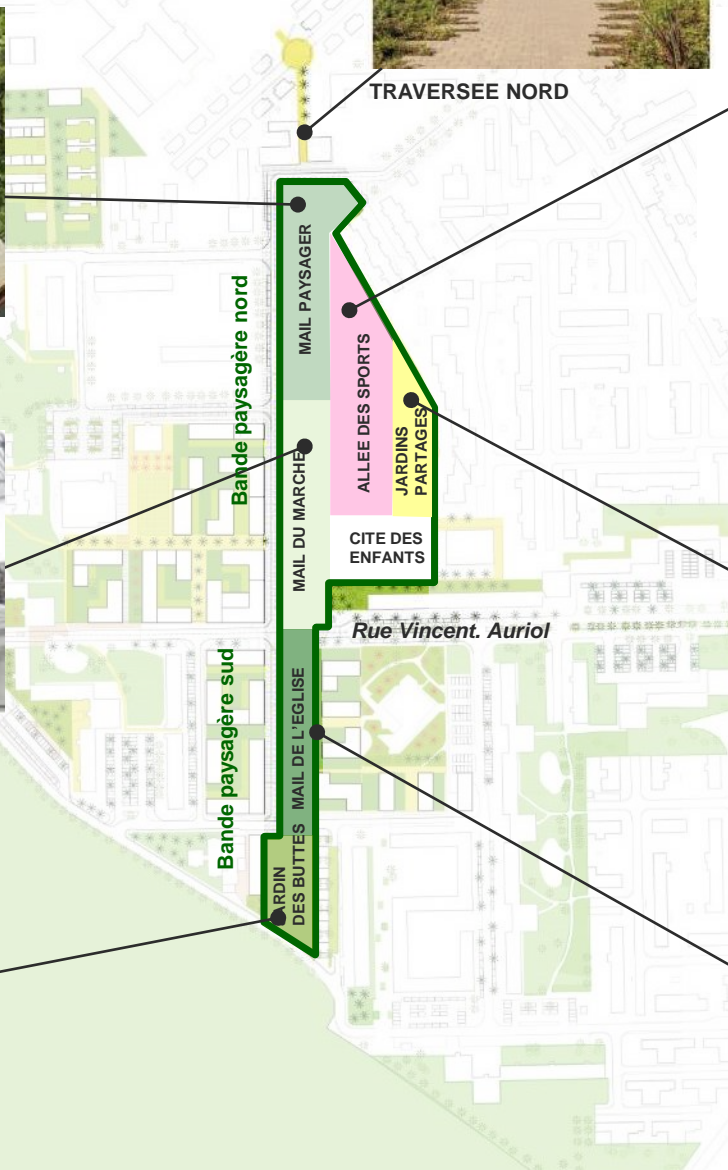 TRAVERSEE NORD
MAIL PAYSAGER
Bande paysagère nord
ALLEE DES SPORTS
JARDINS
PARTAGES
MAIL DU MARCHE
CITE DES
ENFANTS
Rue Vincent. Auriol
Bande paysagère sud
MAIL DE L'EGLISE
ARDIN
DES BUTTES